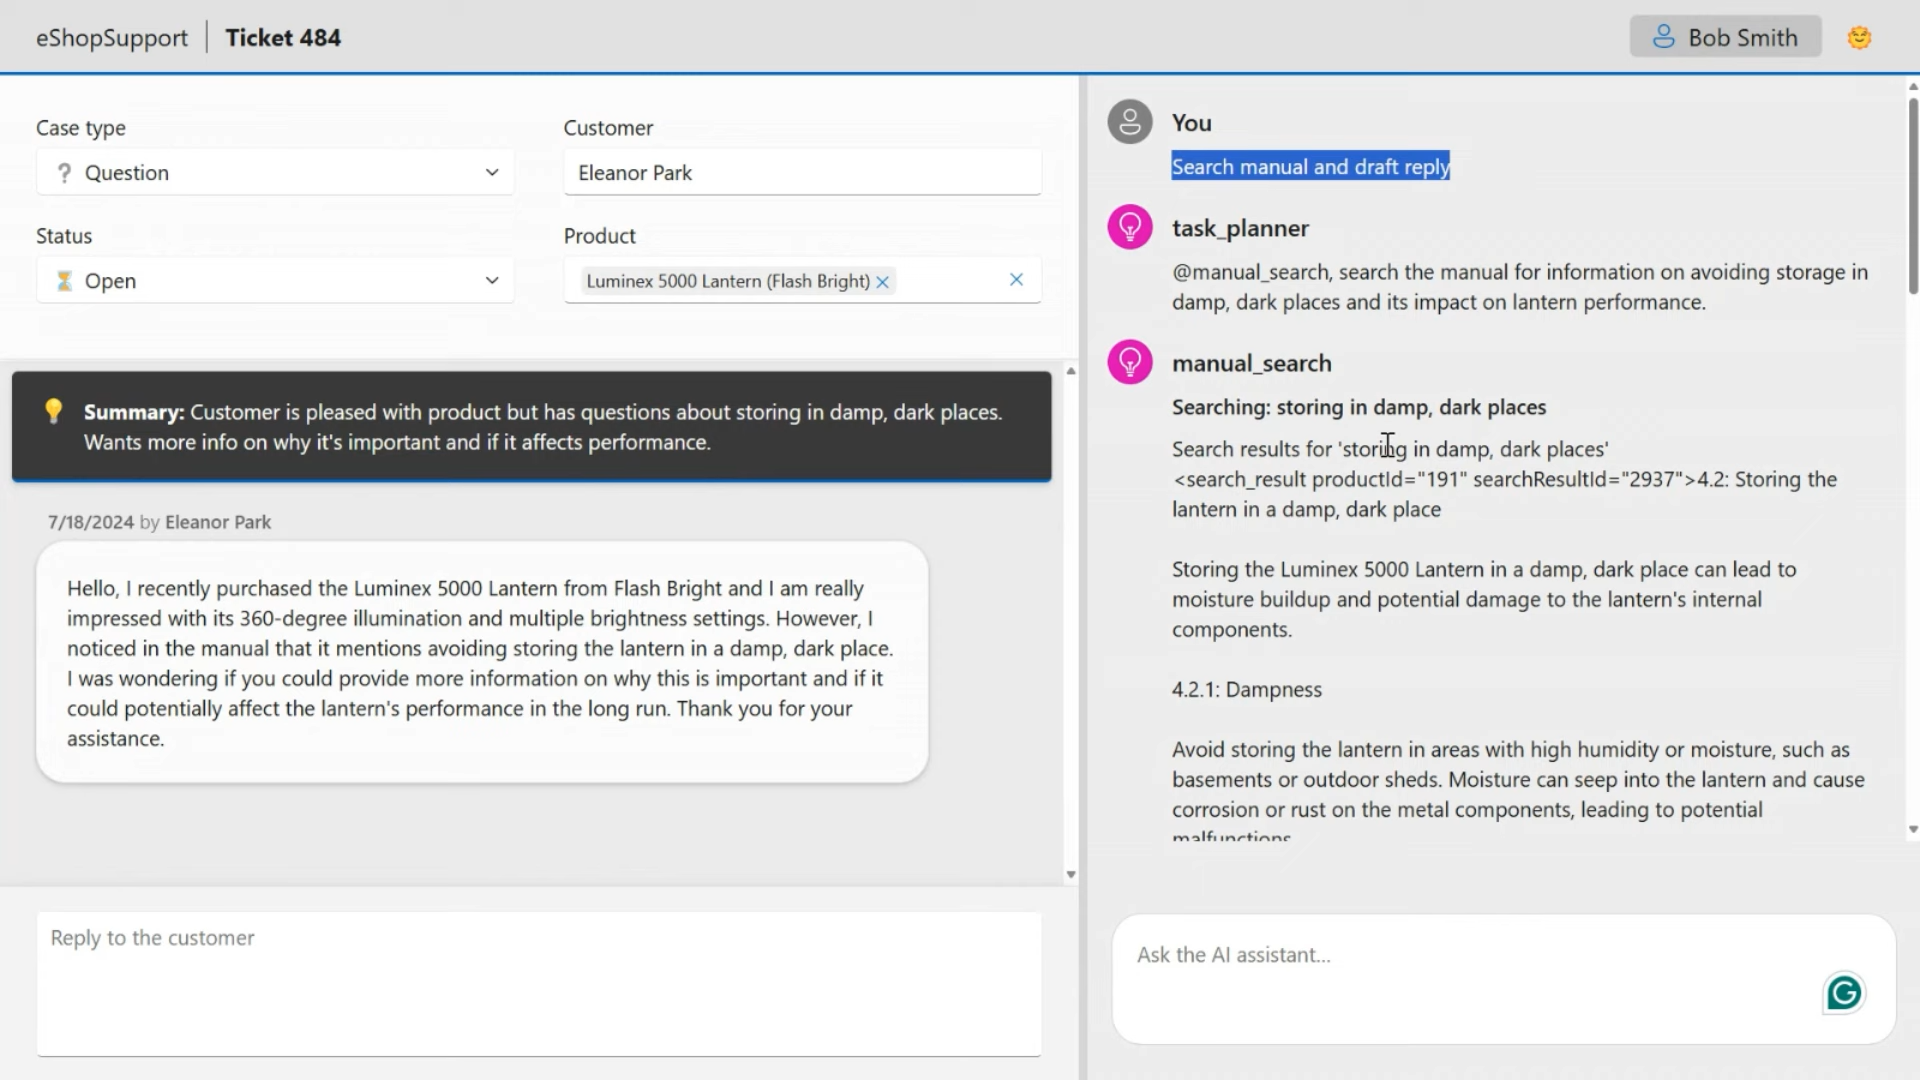 eShopSupport
Ticket 484
Bob Smith
Case type
Question
Customer
Eleanor Park
Status
Open
Product
Luminex 5000 Lantern (Flash Bright)
Summary: Customer is pleased with product but has questions about storing in damp, dark places.
Wants more info on why it's important and if it affects performance.
7/18/2024 by Eleanor Park
Hello, I recently purchased the Luminex 5000 Lantern from Flash Bright and I am really
impressed with its 360-degree illumination and multiple brightness settings. However, I
noticed in the manual that it mentions avoiding storing the lantern in a damp, dark place.
I was wondering if you could provide more information on why this is important and if it
could potentially affect the lantern's performance in the long run. Thank you for your
assistance.
Reply to the customer
You
Search manual and draft reply
task_planner
@manual_search, search the manual for information on avoiding storage in
damp, dark places and its impact on lantern performance.
manual_search
Searching: storing in damp, dark places
Search results for 'storing in damp, dark places'
<search_result productId="191" searchResultId="2937">4.2: Storing the
lantern in a damp, dark place
Storing the Luminex 5000 Lantern in a damp, dark place can lead to
moisture buildup and potential damage to the lantern's internal
components.
4.2.1: Dampness
Avoid storing the lantern in areas with high humidity or moisture, such as
basements or outdoor sheds. Moisture can seep into the lantern and cause
corrosion or rust on the metal components, leading to potential
malfunctions.
Ask the AI assistant...